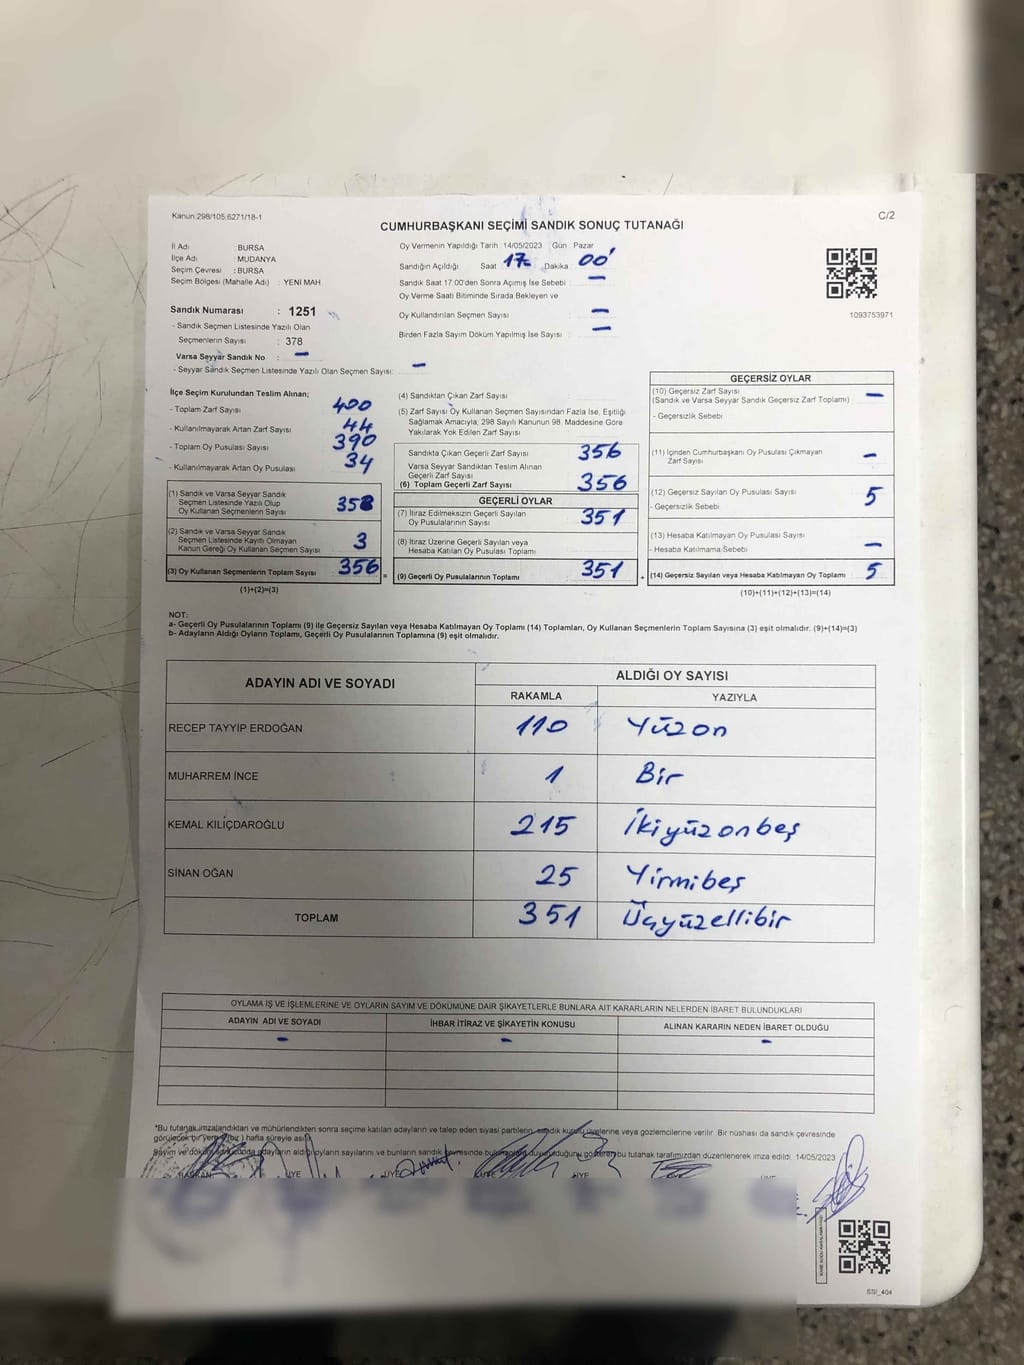 Kanun:298/105,6271/18-1
C/2
CUMHURBAŞKANI SEÇİMİ SANDIK SONUÇ TUTANAĞI
İl Adı : BURSA
İlçe Adı : MUDANYA
Seçim Çevresi : BURSA
Seçim Bölgesi (Mahalle Adı) : YENİ MAH
Sandık Numarası : 1251
- Sandık Seçmen Listesinde Yazılı Olan
Seçmenlerin Sayısı : 378
Varsa Seyyar Sandık No : -
- Seyyar Sandık Seçmen Listesinde Yazılı Olan Seçmen Sayısı: -
Oy Vermenin Yapıldığı Tarih : 14/05/2023 Gün : Pazar
Sandığın Açıldığı Saat 17- Dakika 00'
Sandık Saat 17.00'den Sonra Açılmış İse Sebebi : -
Oy Verme Saati Bitiminde Sırada Bekleyen ve
Oy Kullandırılan Seçmen Sayısı : -
Birden Fazla Sayım Döküm Yapılmış İse Sayısı : -
1093753971
İlçe Seçim Kurulundan Teslim Alınan;
- Toplam Zarf Sayısı 400
- Kullanılmayarak Artan Zarf Sayısı 44
- Toplam Oy Pusulası Sayısı 390
- Kullanılmayarak Artan Oy Pusulası 34
(1) Sandık ve Varsa Seyyar Sandık
Seçmen Listesinde Yazılı Olup
Oy Kullanan Seçmenlerin Sayısı
(2) Sandık ve Varsa Seyyar Sandık
Seçmen Listesinde Kayıtlı Olmayan
Kanun Gereği Oy Kullanan Seçmen Sayısı 3
(3) Oy Kullanan Seçmenlerin Toplam Sayısı 356 =
(1)+(2)=(3)
(4) Sandıktan Çıkan Zarf Sayısı
(5) Zarf Sayısı Oy Kullanan Seçmen Sayısından Fazla İse, Eşitliği
Sağlamak Amacıyla, 298 Sayılı Kanunun 98. Maddesine Göre
Yakılarak Yok Edilen Zarf Sayısı
Sandıkta Çıkan Geçerli Zarf Sayısı 356
Varsa Seyyar Sandıktan Teslim Alınan
Geçerli Zarf Sayısı
(6) Toplam Geçerli Zarf Sayısı 356
GEÇERLİ OYLAR
(7) İtiraz Edilmeksizin Geçerli Sayılan
Oy Pusulalarının Sayısı 351
(8) İtiraz Üzerine Geçerli Sayılan veya
Hesaba Katılan Oy Pusulası Toplamı
(9) Geçerli Oy Pusulalarının Toplamı 351 +
GEÇERSİZ OYLAR
(10) Geçersiz Zarf Sayısı
(Sandık ve Varsa Seyyar Sandık Geçersiz Zarf Toplamı) -
- Geçersizlik Sebebi
(11) İçinden Cumhurbaşkanı Oy Pusulası Çıkmayan
Zarf Sayısı -
(12) Geçersiz Sayılan Oy Pusulası Sayısı 5
- Geçersizlik Sebebi
(13) Hesaba Katılmayan Oy Pusulası Sayısı
- Hesaba Katılmama Sebebi -
(14) Geçersiz Sayılan veya Hesaba Katılmayan Oy Toplamı 5
(10)+(11)+(12)+(13)=(14)
NOT:
a- Geçerli Oy Pusulalarının Toplamı (9) ile Geçersiz Sayılan veya Hesaba Katılmayan Oy Toplamı (14) Toplamları, Oy Kullanan Seçmenlerin Toplam Sayısına (3) eşit olmalıdır. (9)+(14)=(3)
b- Adayların Aldığı Oyların Toplamı, Geçerli Oy Pusulalarının Toplamına (9) eşit olmalıdır.
ADAYIN ADI VE SOYADI ALDIĞI OY SAYISI
RAKAMLA YAZIYLA
RECEP TAYYİP ERDOĞAN 110 Yüzon
MUHARREM İNCE 1 Bir
KEMAL KILIÇDAROĞLU 215 İkiyüzonbeş
SİNAN OĞAN 25 Yirmibeş
TOPLAM 351 Üçyüzellibir
OYLAMA İŞ VE İŞLEMLERİNE VE OYLARIN SAYIM VE DÖKÜMÜNE DAİR ŞİKAYETLERLE BUNLARA AİT KARARLARIN NELERDEN İBARET BULUNDUKLARI
ADAYIN ADI VE SOYADI İHBAR İTİRAZ VE ŞİKAYETİN KONUSU ALINAN KARARIN NEDEN İBARET OLDUĞU
- - -
*Bu tutanak imzalandıktan ve mühürlendikten sonra seçime katılan adayların ve talep eden siyasi partilerin, sandık kurulu üyelerine veya gözlemcilerine verilir. Bir nüshası da sandık çevresinde
görülecek bir yere (bir) hafta süreyle asılır.
Sayım ve döküm sonucunda adayların aldığı oyların sayılarını ve bunların sandık çevresinde bulunanlara duyurulduğunu gösteren bu tutanak tarafımızdan düzenlenerek imza edildi. 14/05/2023
BAŞKAN ÜYE ÜYE ÜYE
SSI_404